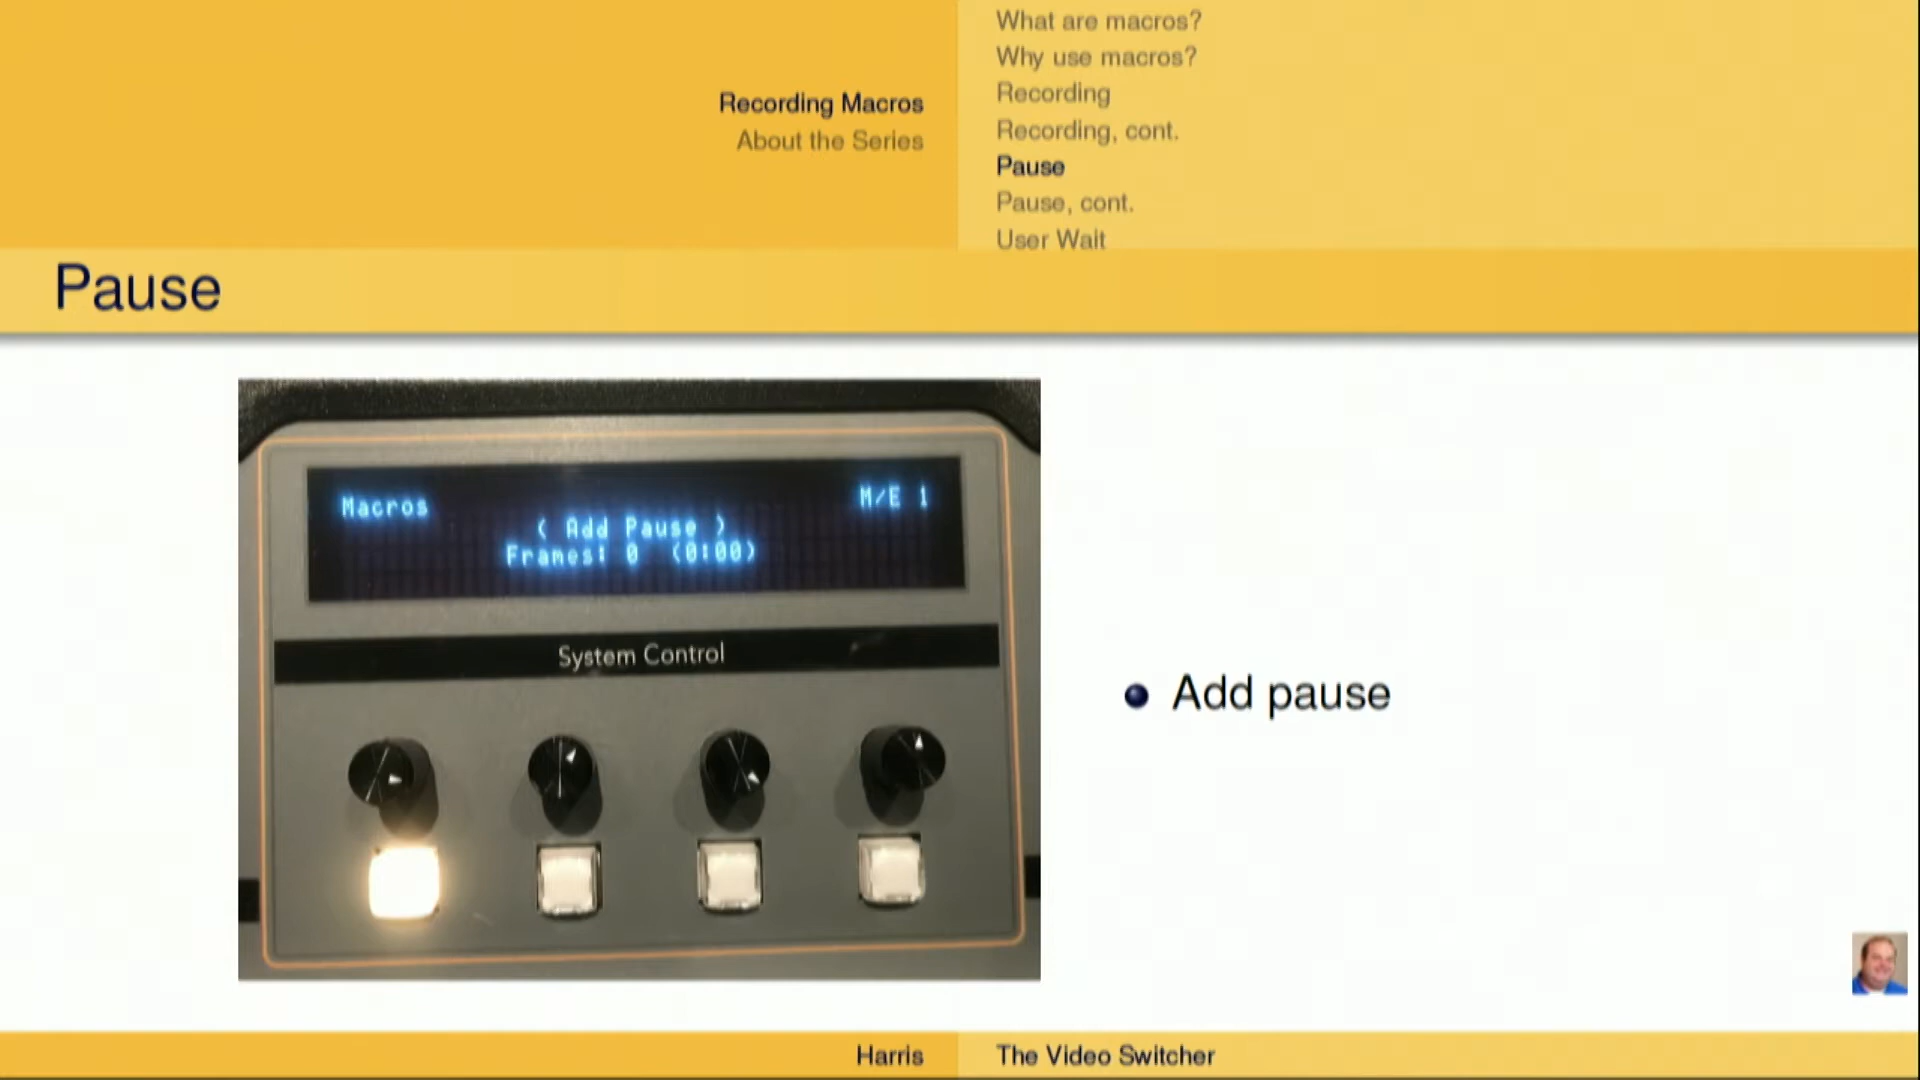 Recording Macros
About the Series
What are macros?
Why use macros?
Recording
Recording, cont.
Pause
Pause, cont.
User Wait
Pause
Macros
M/E 1
( Add Pause )
Frames: 0 (0:00)
System Control
Add pause
Harris
The Video Switcher